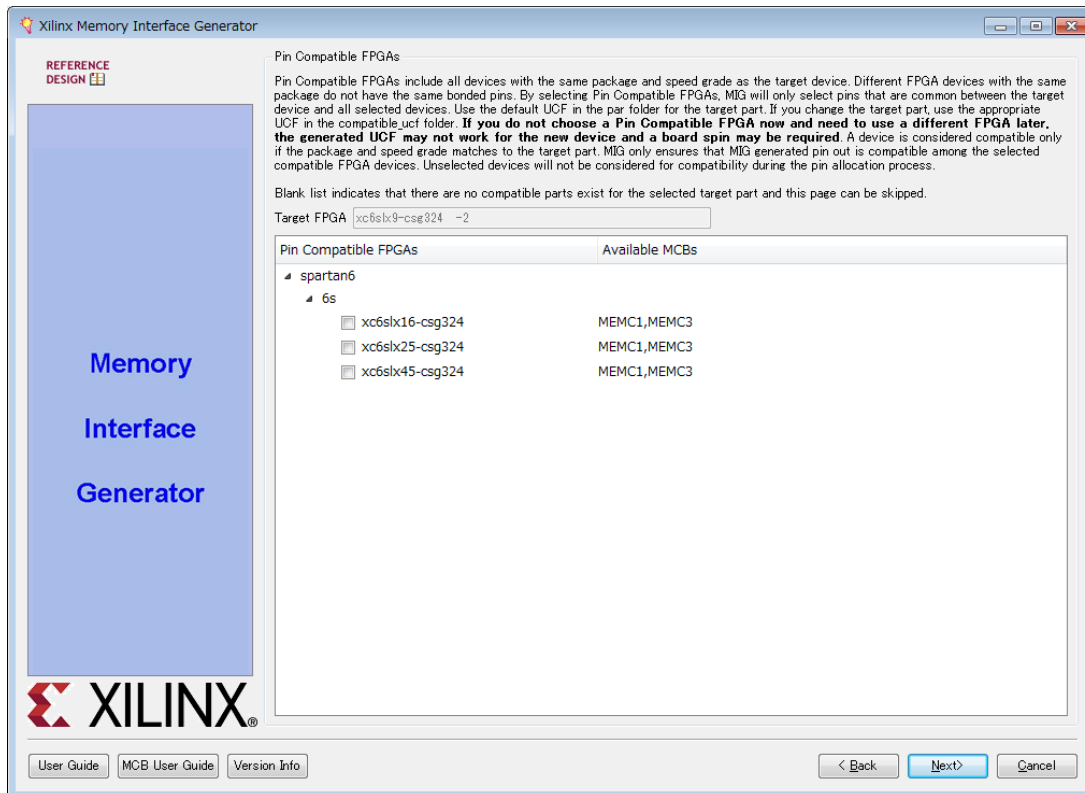 Xilinx Memory Interface Generator
REFERENCE
DESIGN
Pin Compatible FPGAs
Pin Compatible FPGAs include all devices with the same package and speed grade as the target device. Different FPGA devices with the same
package do not have the same bonded pins. By selecting Pin Compatible FPGAs, MIG will only select pins that are common between the target
device and all selected devices. Use the default UCF in the par folder for the target part. If you change the target part, use the appropriate
UCF in the compatible_ucf folder. If you do not choose a Pin Compatible FPGA now and need to use a different FPGA later,
the generated UCF may not work for the new device and a board spin may be required. A device is considered compatible only
if the package and speed grade matches to the target part. MIG only ensures that MIG generated pin out is compatible among the selected
compatible FPGA devices. Unselected devices will not be considered for compatibility during the pin allocation process.
Blank list indicates that there are no compatible parts exist for the selected target part and this page can be skipped.
Target FPGA xc6slx9-csg324 -2
Pin Compatible FPGAs Available MCBs
spartan6
6s
xc6slx16-csg324 MEMC1,MEMC3
xc6slx25-csg324 MEMC1,MEMC3
xc6slx45-csg324 MEMC1,MEMC3
Memory
Interface
Generator
XILINX®
User Guide MCB User Guide Version Info < Back Next> Cancel